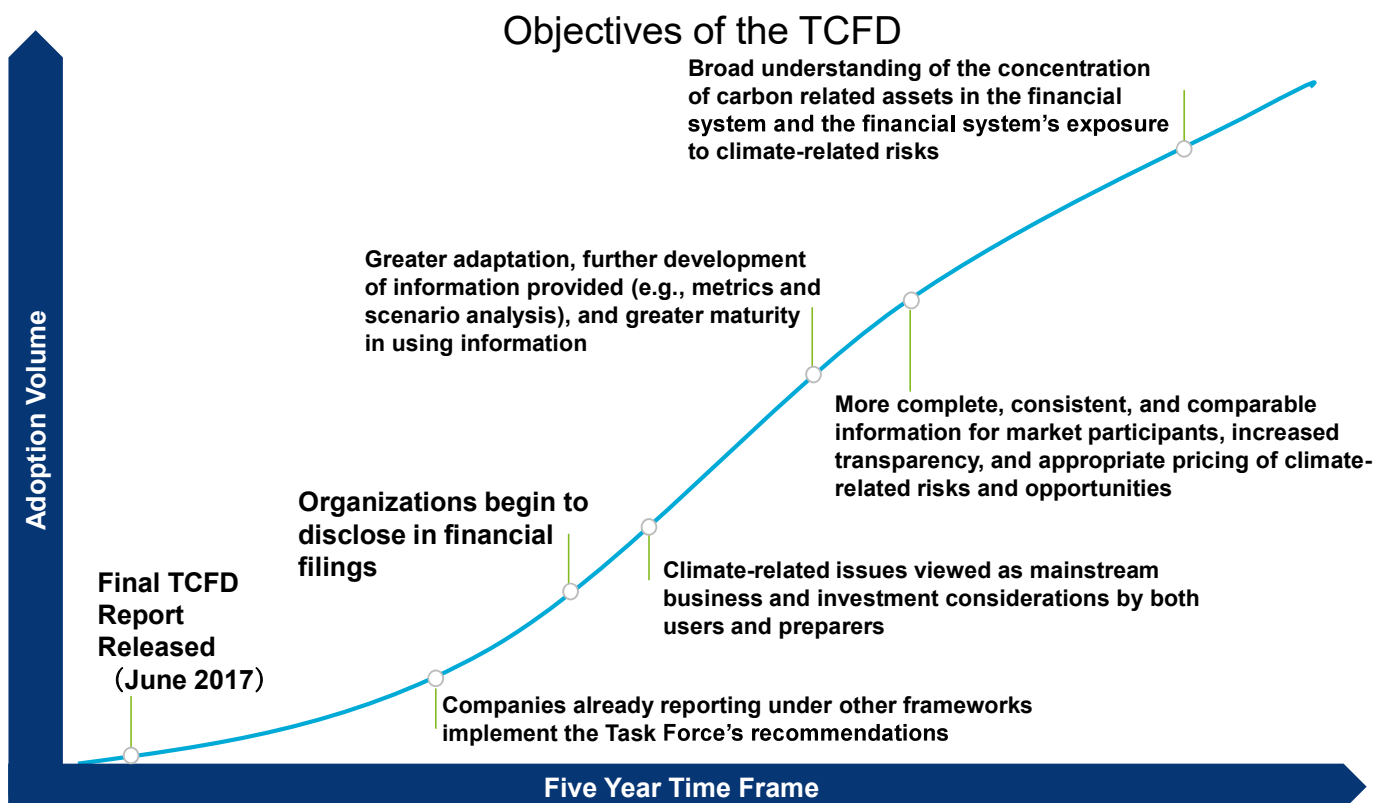 Objectives of the TCFD
Broad understanding of the concentration
of carbon related assets in the financial
system and the financial system’s exposure
to climate-related risks
Greater adaptation, further development
of information provided (e.g., metrics and
scenario analysis), and greater maturity
in using information
More complete, consistent, and comparable
information for market participants, increased
transparency, and appropriate pricing of climate-
related risks and opportunities
Organizations begin to
disclose in financial
filings
Climate-related issues viewed as mainstream
business and investment considerations by both
users and preparers
Final TCFD
Report
Released
（June 2017）
Companies already reporting under other frameworks
implement the Task Force’s recommendations
Adoption Volume
Five Year Time Frame